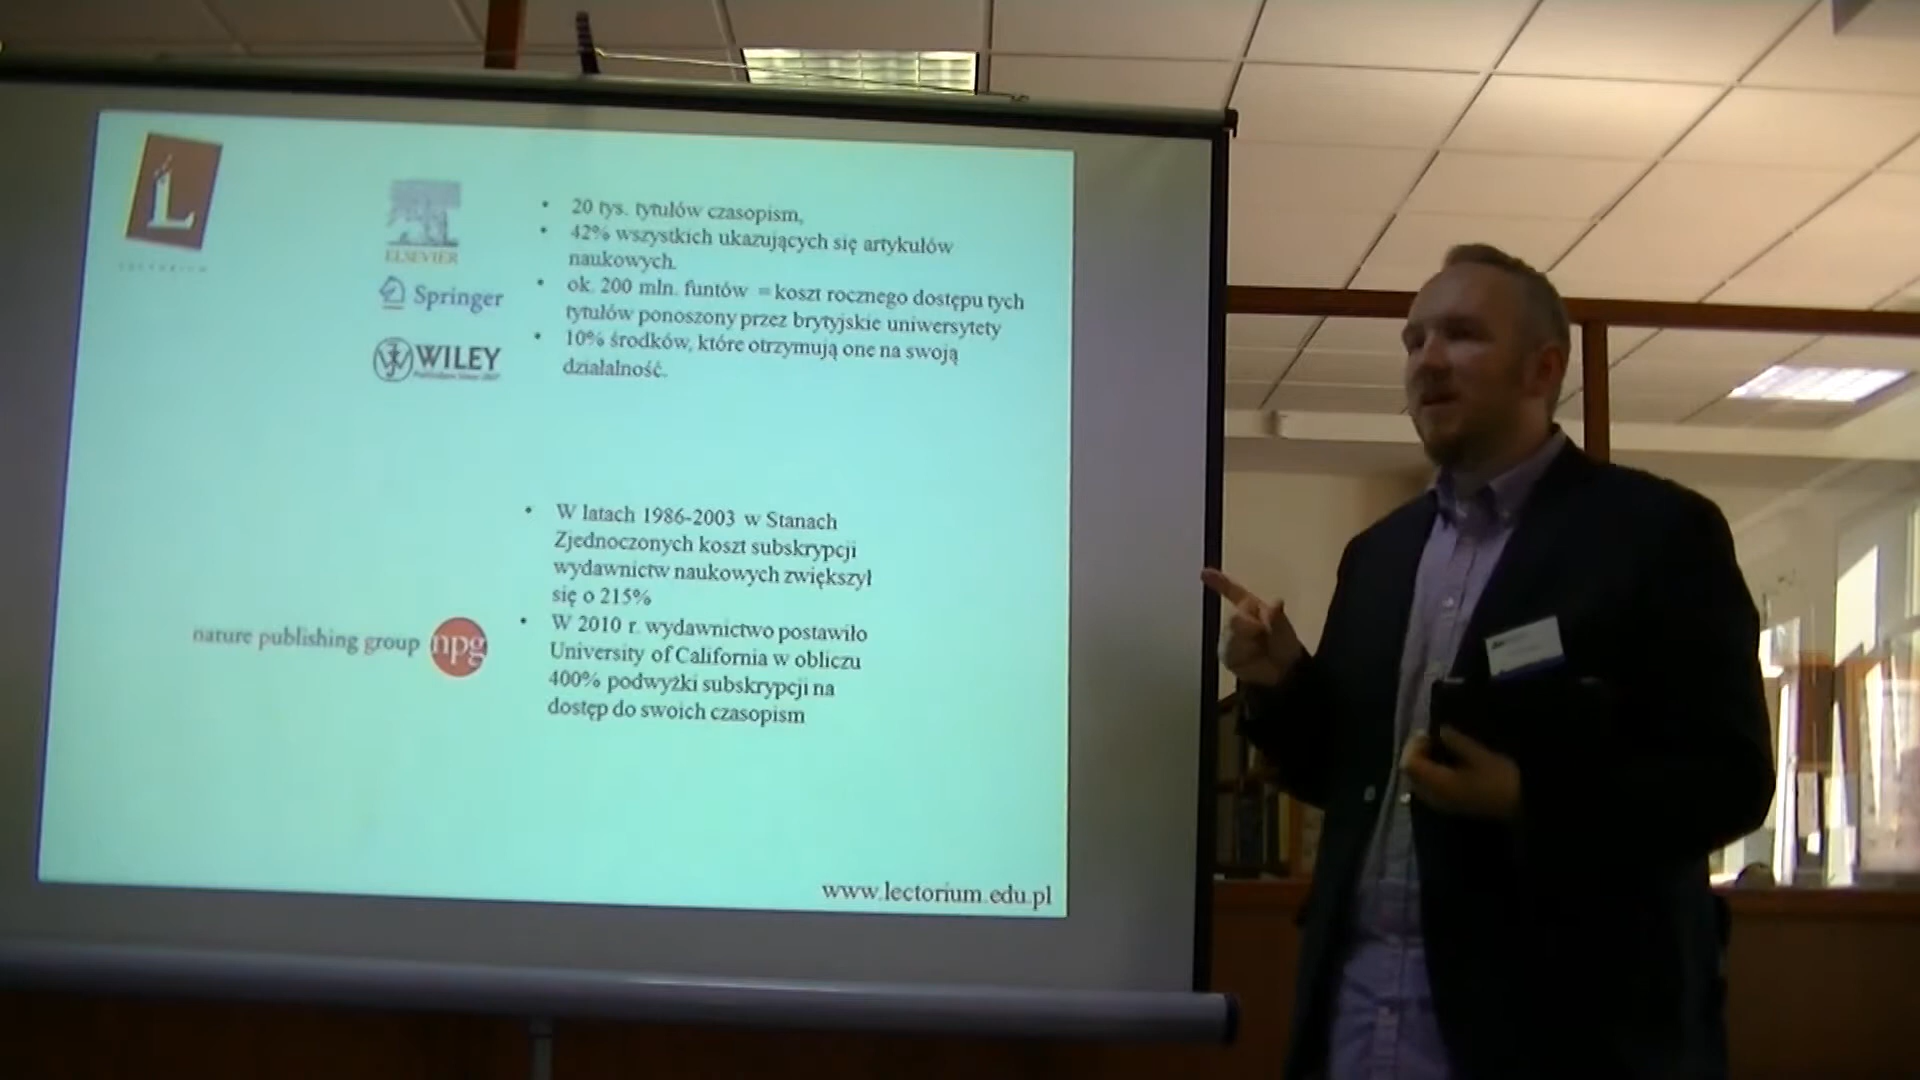 ELSEVIER
Springer
WILEY
• 20 tys. tytułów czasopism,
• 42% wszystkich ukazujących się artykułów
naukowych.
• ok. 200 mln. funtów = koszt rocznego dostępu tych
tytułów ponoszony przez brytyjskie uniwersytety
• 10% środków, które otrzymują one na swoją
działalność.
nature publishing group npg
• W latach 1986-2003 w Stanach
Zjednoczonych koszt subskrypcji
wydawnictw naukowych zwiększył
się o 215%
• W 2010 r. wydawnictwo postawiło
University of California w obliczu
400% podwyżki subskrypcji na
dostęp do swoich czasopism
www.lectorium.edu.pl